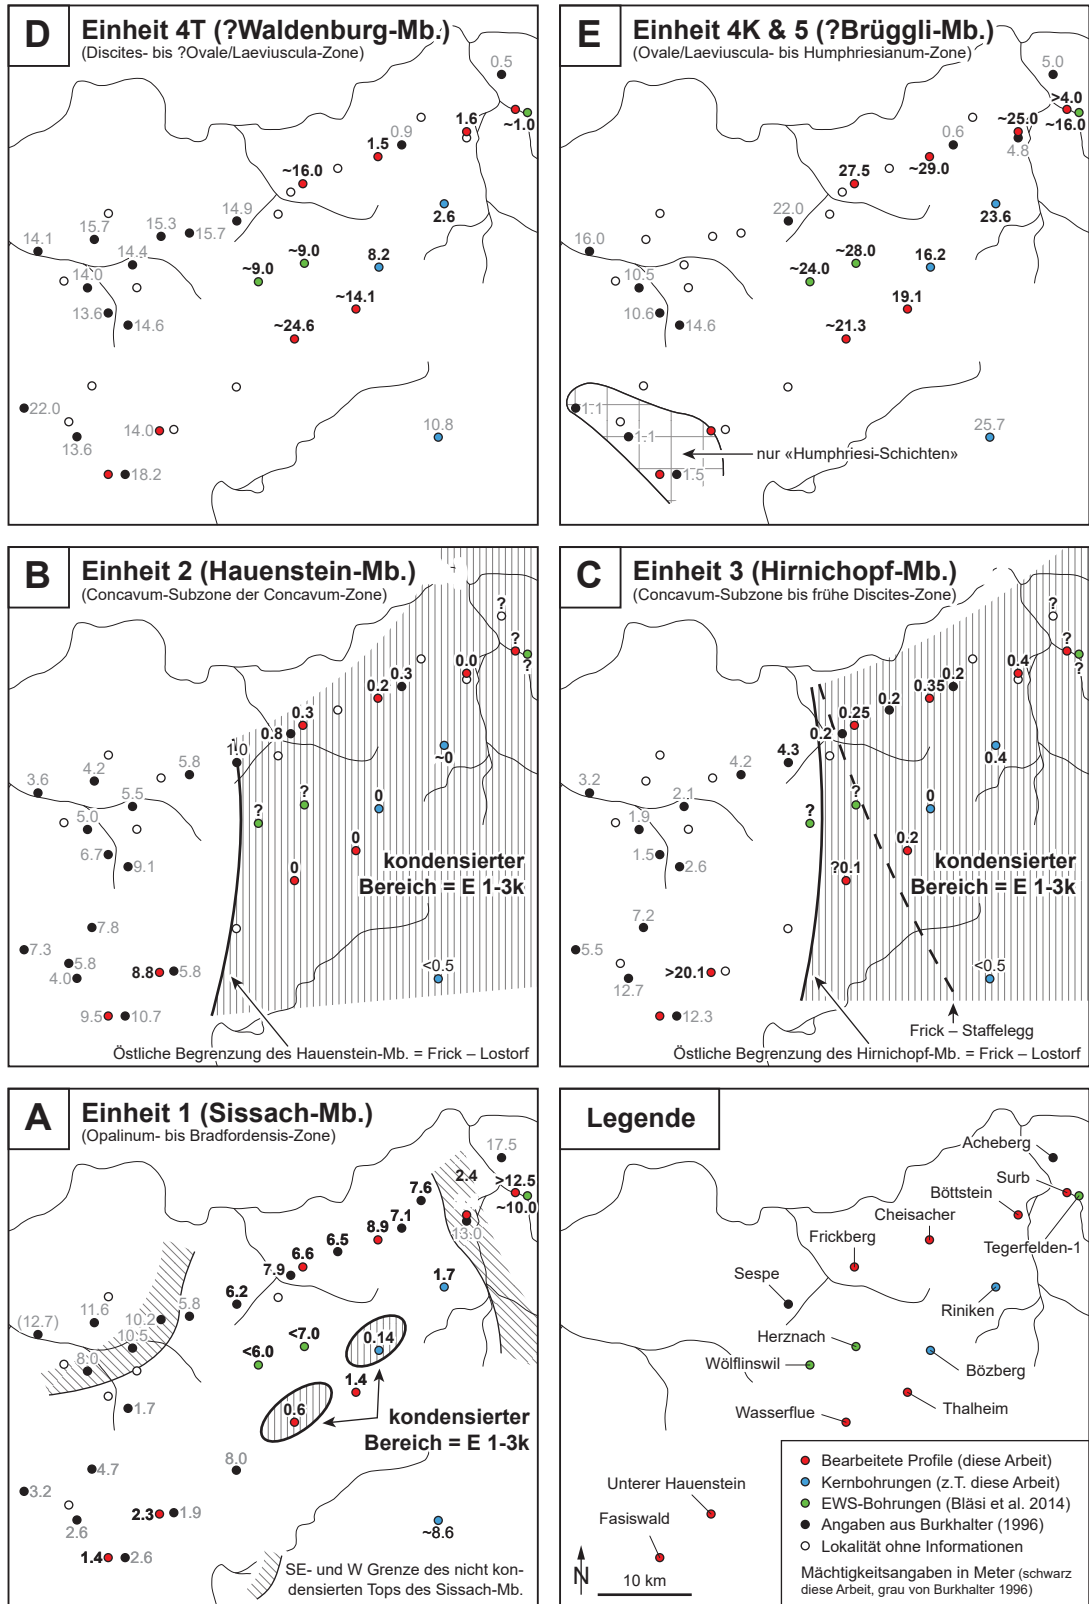 D
Einheit 4T (?Waldenburg-Mb.)
(Discites- bis ?Ovale/Laeviuscula-Zone)
0.5
~1.0
1.6
0.9
1.5
~16.0
2.6
14.9
15.3
15.7
15.7
14.1
14.4
14.0
13.6
14.6
~9.0
~9.0
8.2
~14.1
~24.6
22.0
13.6
14.0
18.2
10.8
E
Einheit 4K & 5 (?Brüggli-Mb.)
(Ovale/Laeviuscula- bis Humphriesianum-Zone)
5.0
>4.0
~16.0
~25.0
4.8
0.6
~29.0
27.5
23.6
22.0
16.0
10.5
10.6
14.6
~28.0
~24.0
16.2
19.1
~21.3
1.1
1.1
1.5
25.7
nur «Humphriesi-Schichten»
B
Einheit 2 (Hauenstein-Mb.)
(Concavum-Subzone der Concavum-Zone)
?
?
?
0.0
0.3
0.2
0.3
0.8
1.0
~0
5.8
4.2
3.6
5.5
5.0
6.7
9.1
?
?
0
0
0
kondensierter
Bereich = E 1-3k
7.8
7.3
5.8
4.0
8.8
5.8
9.5
10.7
<0.5
Östliche Begrenzung des Hauenstein-Mb. = Frick – Lostorf
C
Einheit 3 (Hirnichopf-Mb.)
(Concavum-Subzone bis frühe Discites-Zone)
?
?
?
0.4
0.2
0.35
0.2
0.25
0.2
4.3
0.4
4.2
3.2
2.1
1.9
1.5
2.6
?
?
0
0.2
?0.1
kondensierter
Bereich = E 1-3k
7.2
5.5
12.7
>20.1
12.3
<0.5
Frick – Staffelegg
Östliche Begrenzung des Hirnichopf-Mb. = Frick – Lostorf
A
Einheit 1 (Sissach-Mb.)
(Opalinum- bis Bradfordensis-Zone)
17.5
2.4
>12.5
~10.0
7.6
7.1
13.0
8.9
6.5
6.6
7.9
6.2
1.7
5.8
11.6
(12.7)
10.2
10.5
8.0
1.7
<7.0
<6.0
0.14
1.4
0.6
kondensierter
Bereich = E 1-3k
8.0
4.7
3.2
2.6
2.3
1.9
1.4
2.6
~8.6
SE- und W Grenze des nicht kon-
densierten Tops des Sissach-Mb.
Legende
Acheberg
Surb
Böttstein
Cheisacher
Tegerfelden-1
Frickberg
Sespe
Riniken
Herznach
Wölflinswil
Bözberg
Thalheim
Wasserflue
Unterer Hauenstein
Fasiswald
N
10 km
Bearbeitete Profile (diese Arbeit)
Kernbohrungen (z.T. diese Arbeit)
EWS-Bohrungen (Bläsi et al. 2014)
Angaben aus Burkhalter (1996)
Lokalität ohne Informationen
Mächtigkeitsangaben in Meter (schwarz
diese Arbeit, grau von Burkhalter 1996)